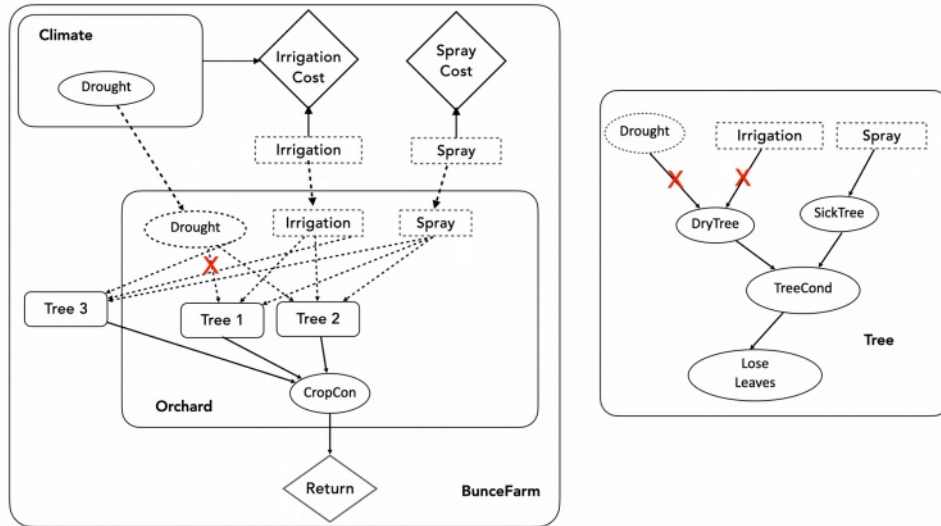 Climate
Drought
Irrigation
Cost
Spray
Cost
Irrigation
Spray
Drought
Irrigation
Spray
Tree 3
Tree 1
Tree 2
CropCon
Orchard
Return
BunceFarm
Drought
Irrigation
Spray
DryTree
SickTree
TreeCond
Tree
Lose
Leaves